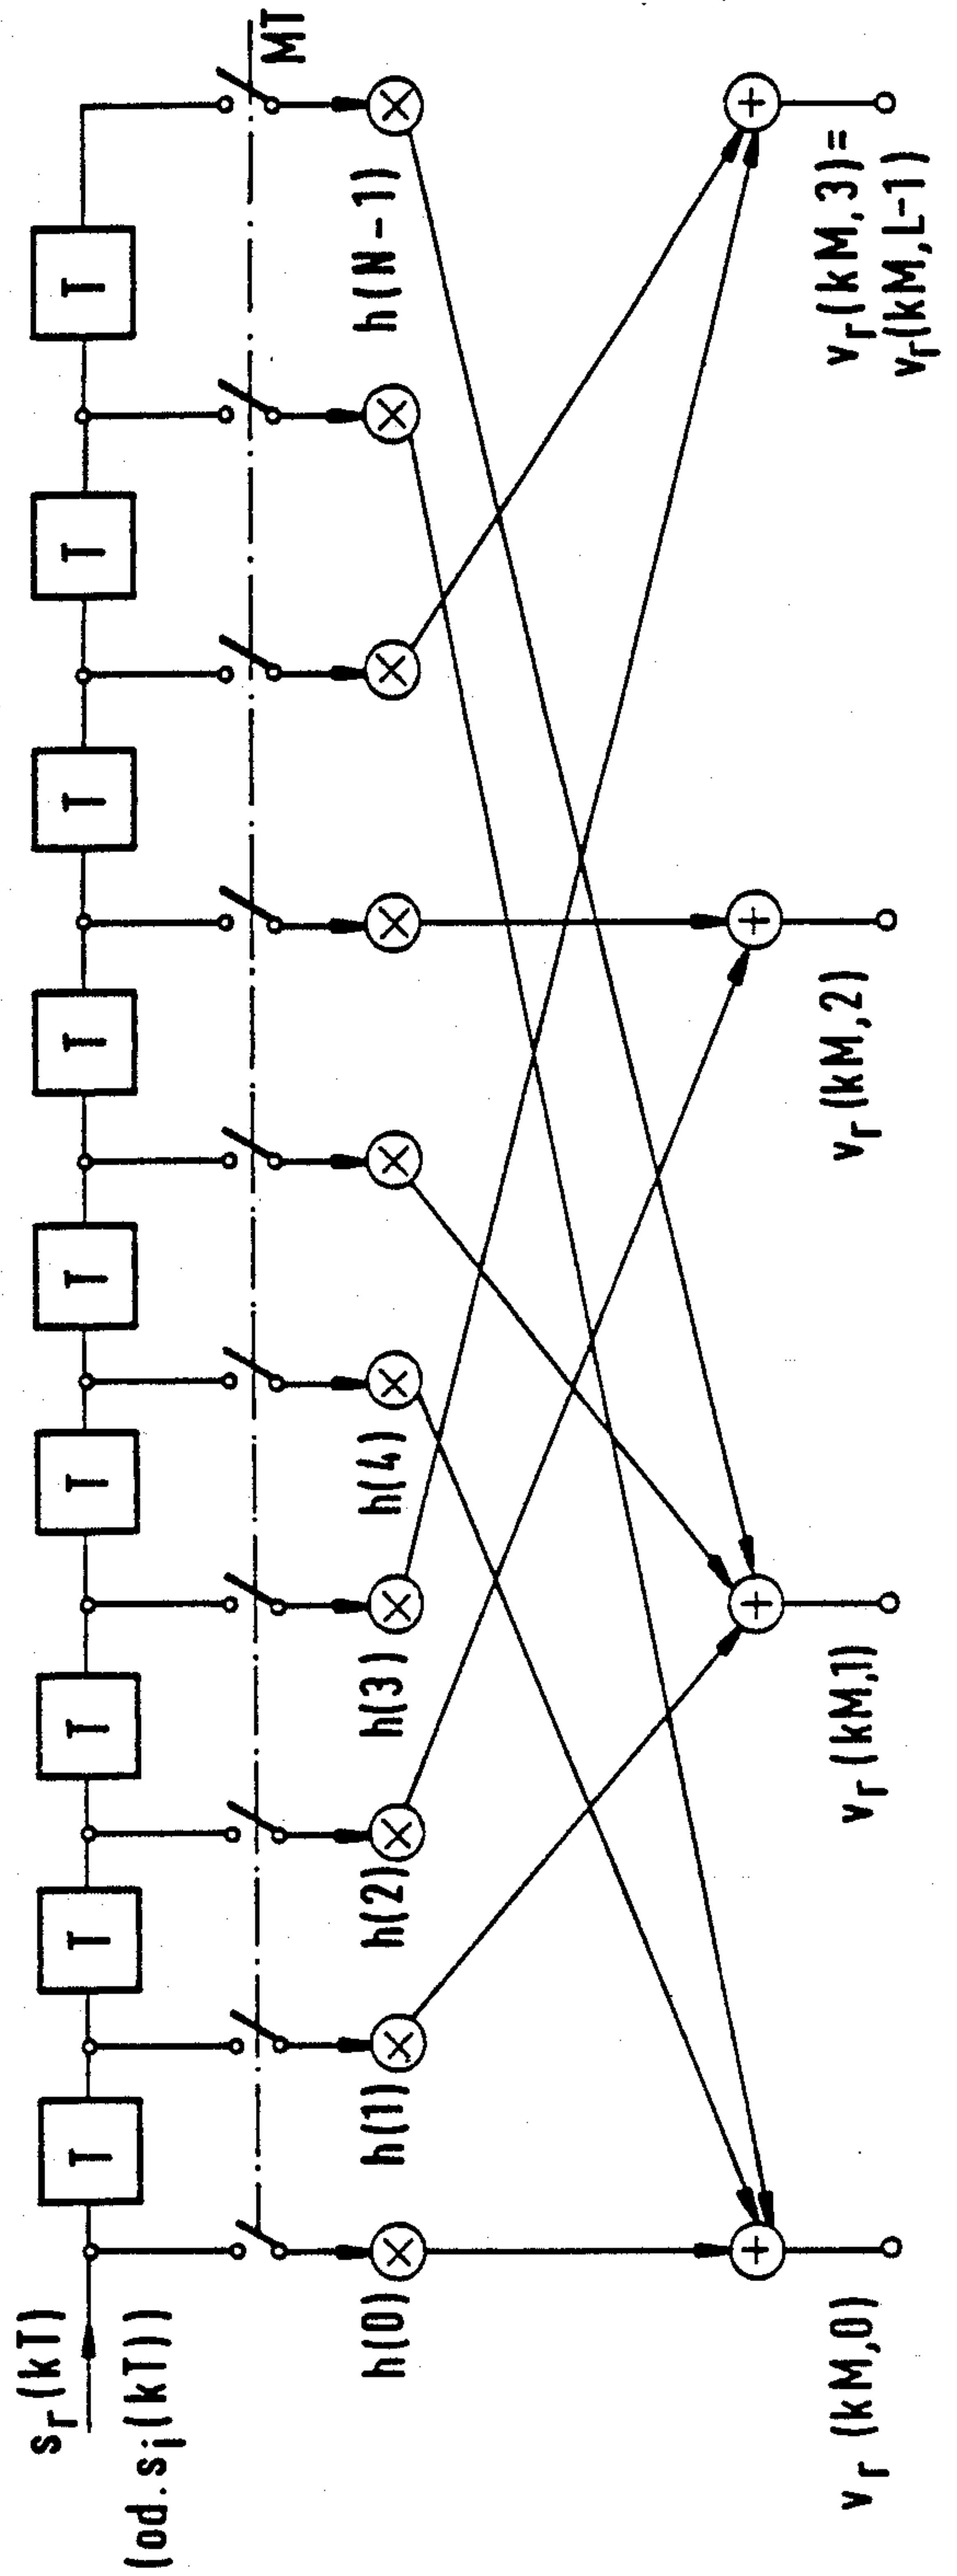 s_r(kT)
(od.s_i(kT))
T
T
T
T
T
T
T
T
T
MT
h(0)
h(1)
h(2)
h(3)
h(4)
h(N-1)
v_r(kM,0)
v_r(kM,1)
v_r(kM,2)
v_r(kM,3)=
v_r(kM,L-1)